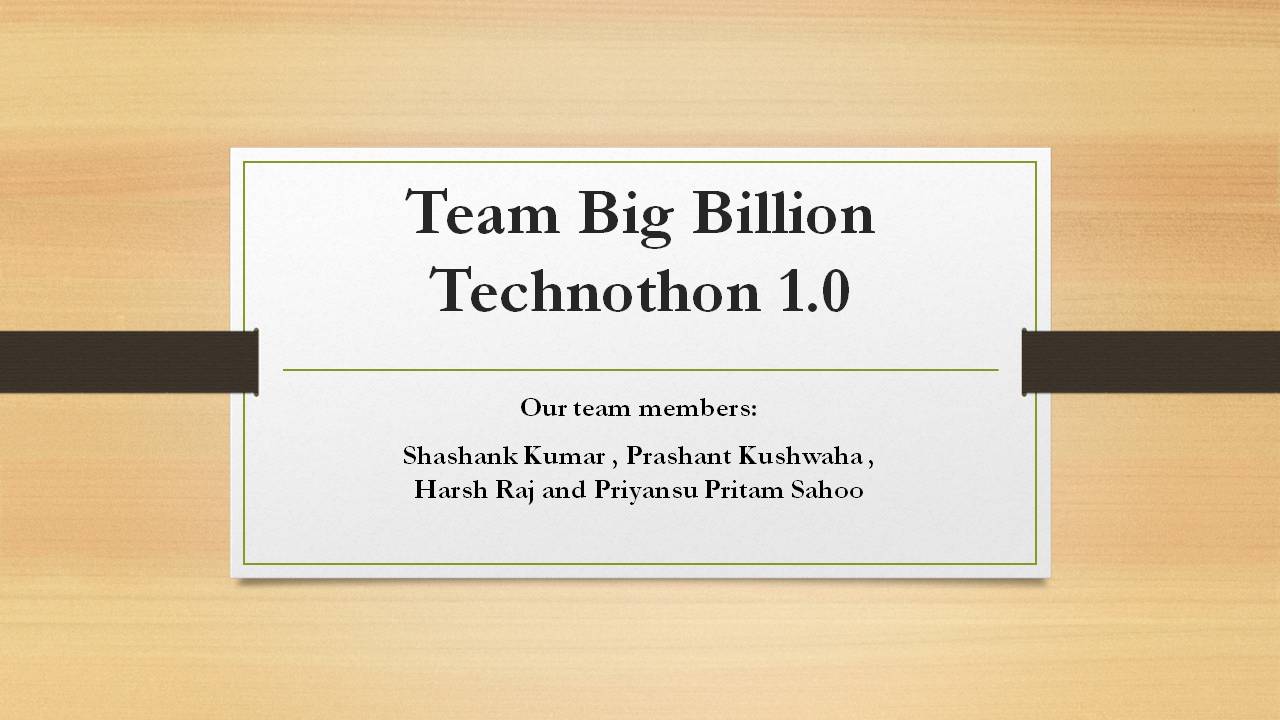 Team Big Billion
Technothon 1.0
Our team members:
Shashank Kumar , Prashant Kushwaha ,
Harsh Raj and Priyansu Pritam Sahoo